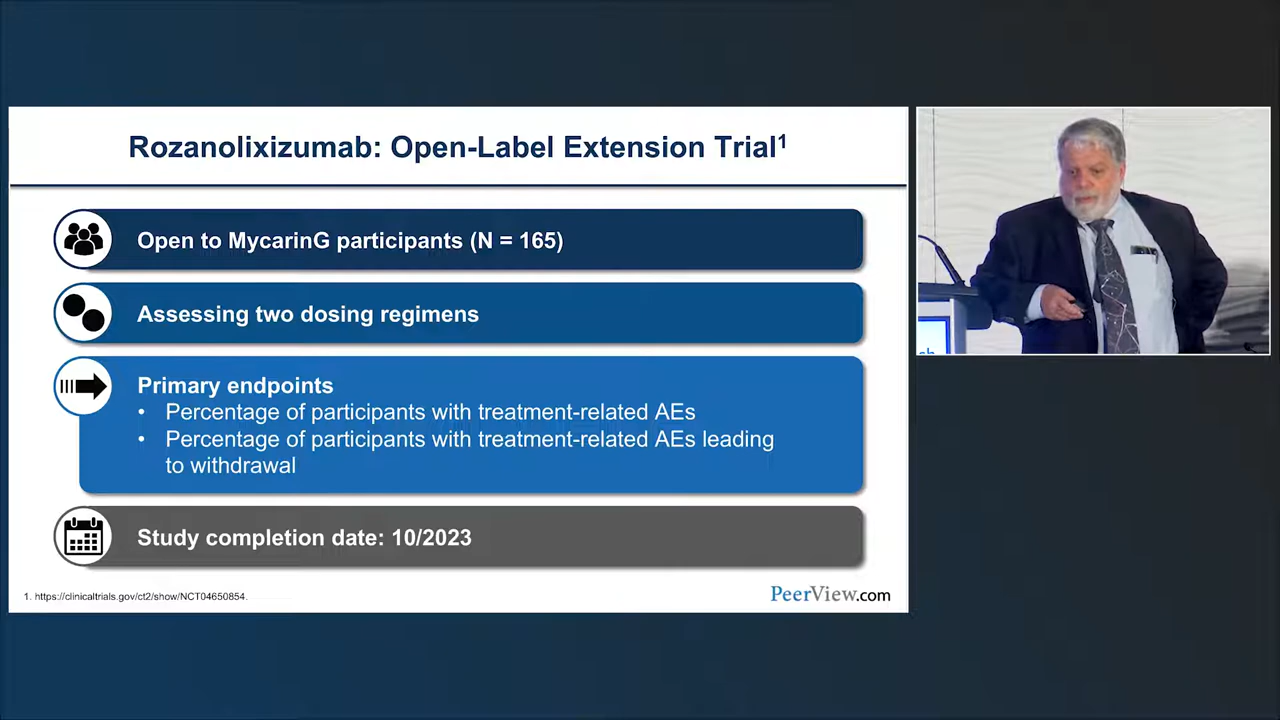 Rozanolixizumab: Open-Label Extension Trial¹
Open to MycarinG participants (N = 165)
Assessing two dosing regimens
Primary endpoints
• Percentage of participants with treatment-related AEs
• Percentage of participants with treatment-related AEs leading
to withdrawal
Study completion date: 10/2023
1. https://clinicaltrials.gov/ct2/show/NCT04650854.
PeerView.com